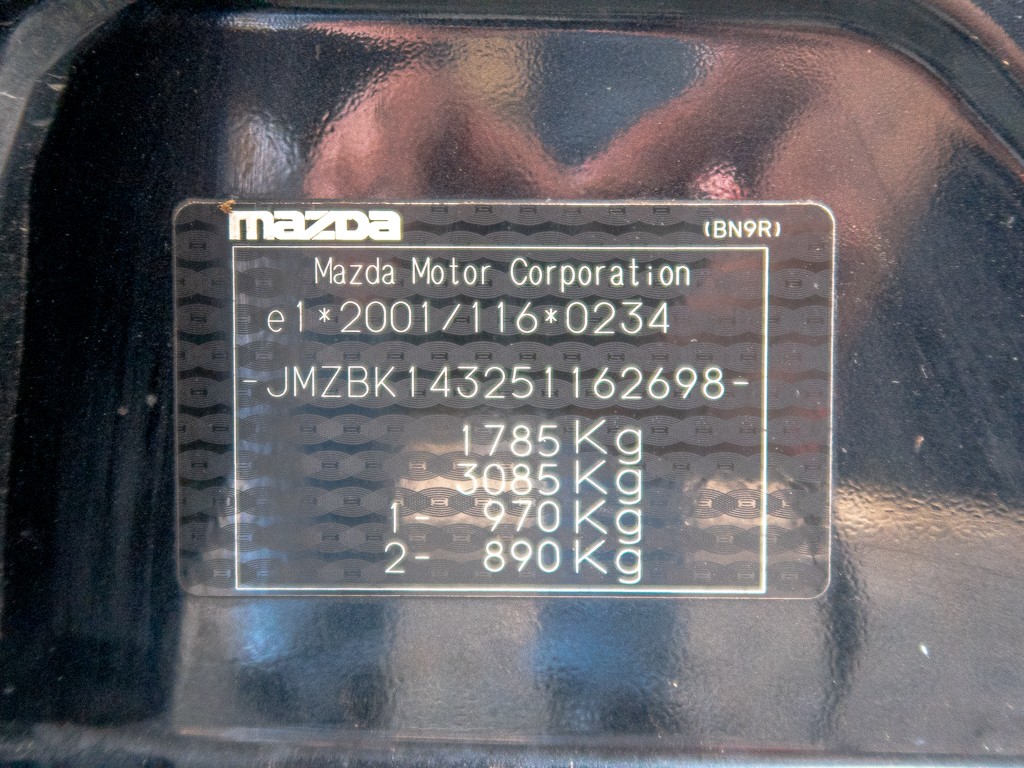 mazda (BN9R)
Mazda Motor Corporation
e1*2001/116*0234
-JMZBK143251162698-
1785 Kg
3085 Kg
1- 970 Kg
2- 890 Kg